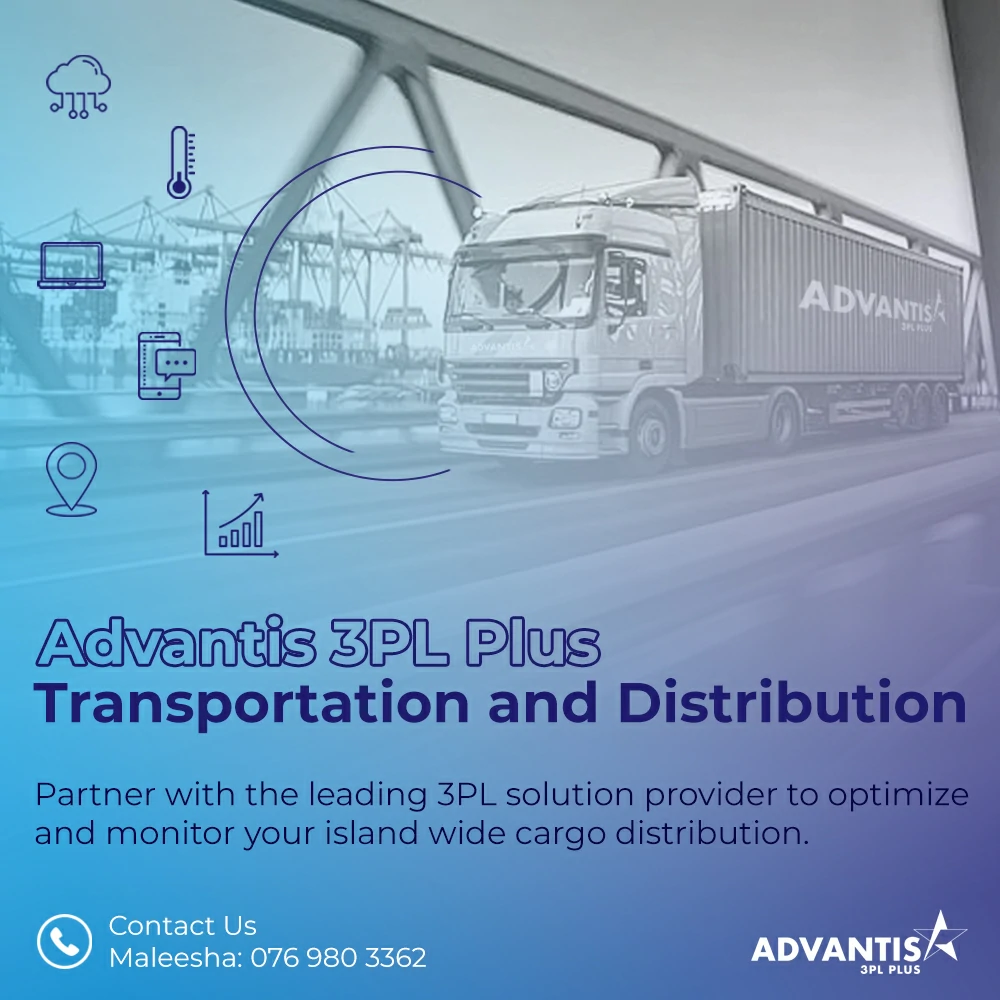 ADVANTIS
3PL PLUS
ADVANTIS
Advantis 3PL Plus
Transportation and Distribution
Partner with the leading 3PL solution provider to optimize
and monitor your island wide cargo distribution.
Contact Us
Maleesha: 076 980 3362
ADVANTIS
3PL PLUS